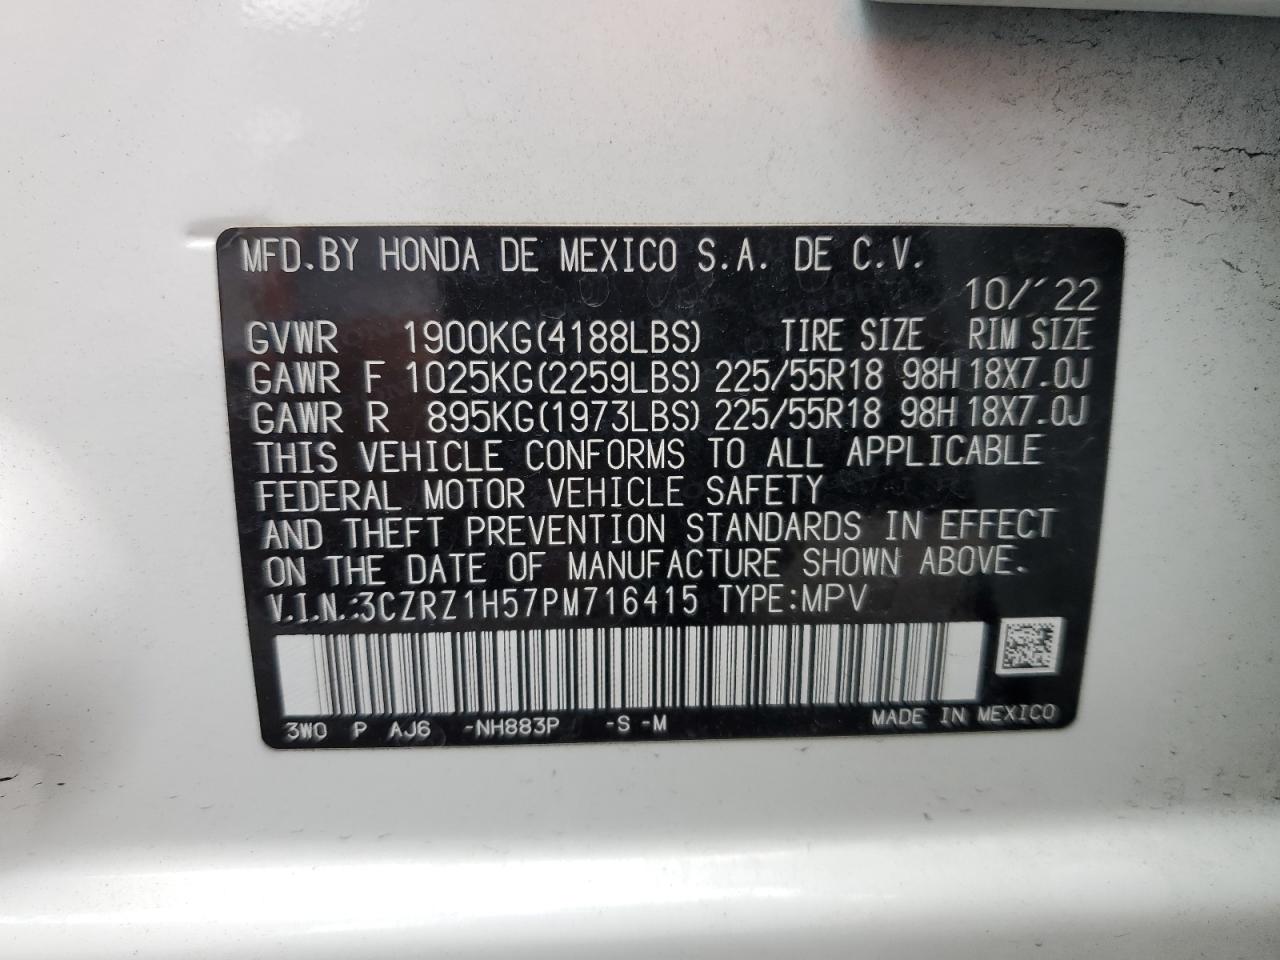 MFD.BY HONDA DE MEXICO S.A. DE C.V.
10/'22
GVWR 1900KG(4188LBS) TIRE SIZE RIM SIZE
GAWR F 1025KG(2259LBS) 225/55R18 98H 18X7.0J
GAWR R 895KG(1973LBS) 225/55R18 98H 18X7.0J
THIS VEHICLE CONFORMS TO ALL APPLICABLE
FEDERAL MOTOR VEHICLE SAFETY
AND THEFT PREVENTION STANDARDS IN EFFECT
ON THE DATE OF MANUFACTURE SHOWN ABOVE.
V.I.N.:3CZRZ1H57PM716415 TYPE:MPV
3W0 P AJ6 -NH883P -S -M MADE IN MEXICO